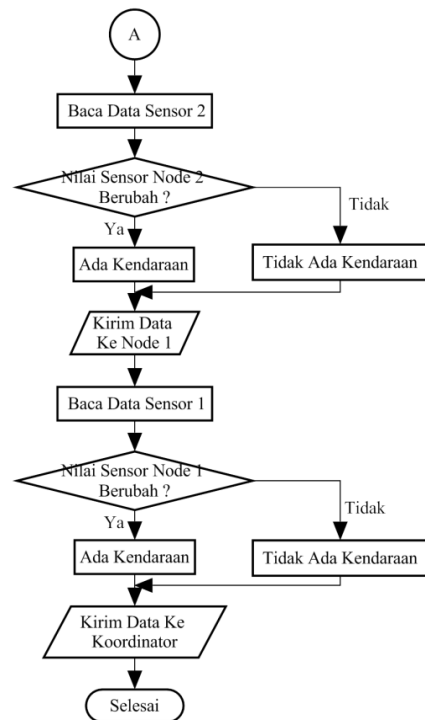 A
Baca Data Sensor 2
Nilai Sensor Node 2
Berubah ?
Tidak
Ya
Ada Kendaraan
Tidak Ada Kendaraan
Kirim Data
Ke Node 1
Baca Data Sensor 1
Nilai Sensor Node 1
Berubah ?
Tidak
Ya
Ada Kendaraan
Tidak Ada Kendaraan
Kirim Data Ke
Koordinator
Selesai